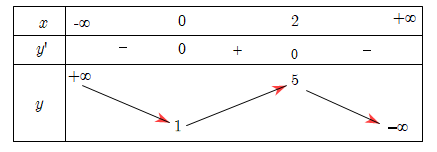 x -∞ 0 2 +∞
y' − 0 + 0 −
+∞ 5
y
1 −∞